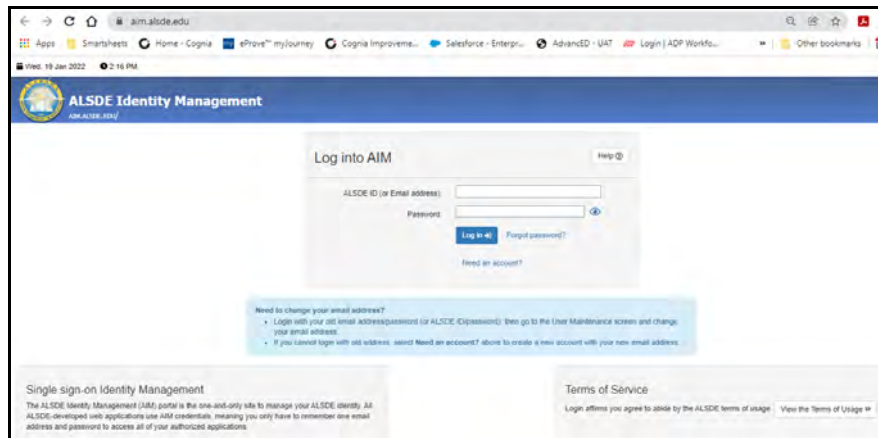 aim.alsde.edu
Apps Smartsheets Home - Cognia eProve™ myJourney Cognia Improveme... Salesforce - Enterpr... AdvancED - UAT Login | ADP Workfo... » Other bookmarks
Wed, 19 Jan 2022 2:16 PM
ALSDE Identity Management
AIM.ALSDE.EDU/
Log into AIM Help
ALSDE ID (or Email address)
Password
Log in Forgot password?
Need an account?
Need to change your email address?
• Login with your old email address/password (or ALSDE ID/password), then go to the User Maintenance screen and change
your email address.
• If you cannot login with old address, select Need an account? above to create a new account with your new email address.
Single sign-on Identity Management
The ALSDE Identity Management (AIM) portal is the one-and-only site to manage your ALSDE identity. All
ALSDE-developed web applications use AIM credentials, meaning you only have to remember one email
address and password to access all of your authorized applications.
Terms of Service
Login affirms you agree to abide by the ALSDE terms of usage. View the Terms of Usage